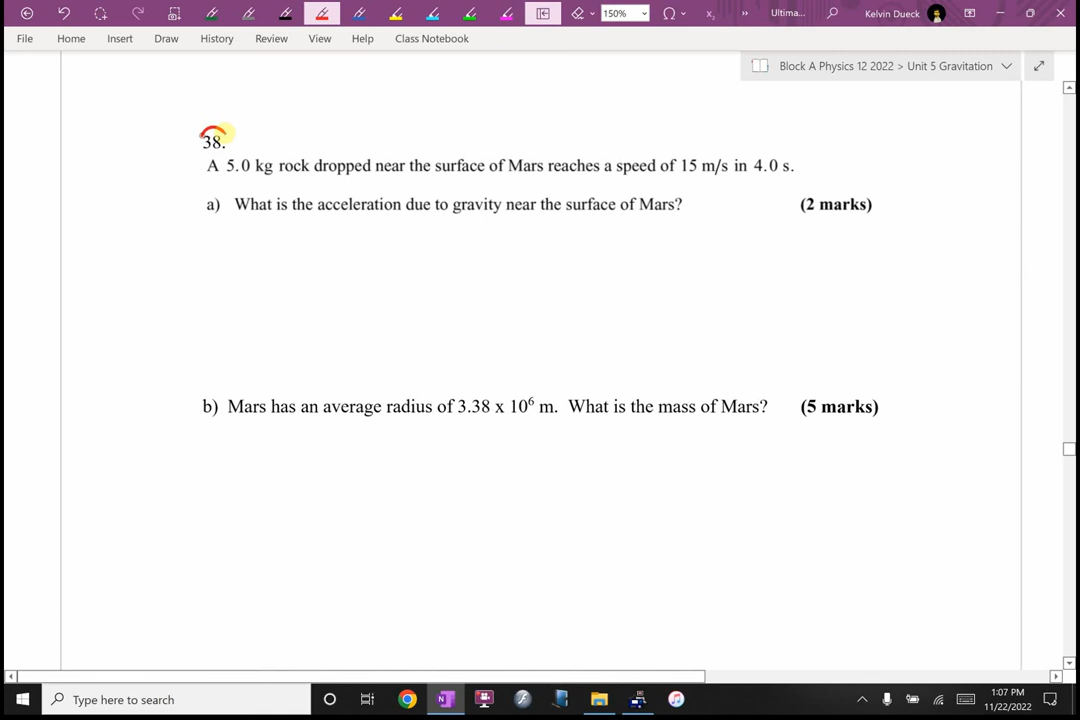 150%
Ultima...
Kelvin Dueck
File Home Insert Draw History Review View Help Class Notebook
Block A Physics 12 2022 > Unit 5 Gravitation
38.
A 5.0 kg rock dropped near the surface of Mars reaches a speed of 15 m/s in 4.0 s.
a) What is the acceleration due to gravity near the surface of Mars? (2 marks)
b) Mars has an average radius of 3.38 x 10⁶ m. What is the mass of Mars? (5 marks)
Type here to search
1:07 PM
11/22/2022